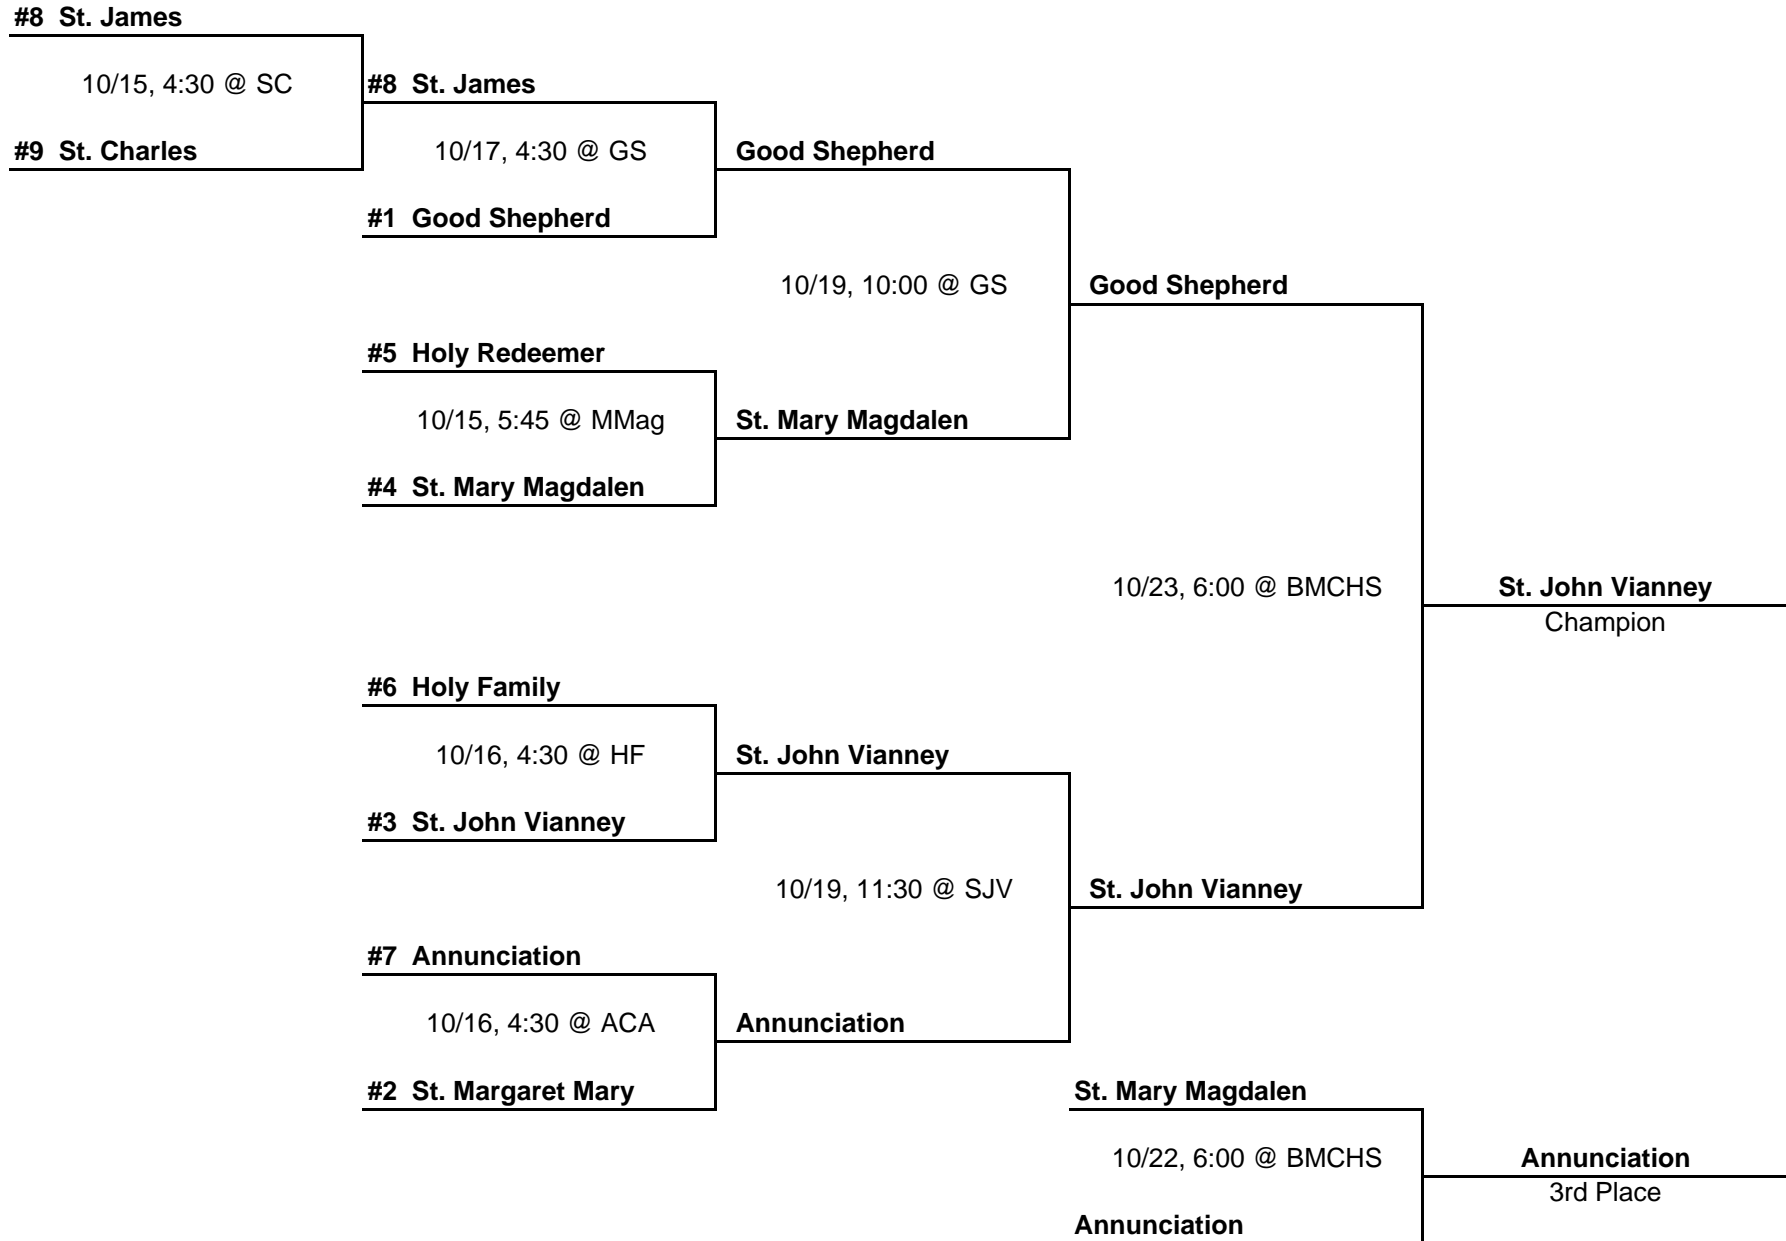 #8 St. James
10/15, 4:30 @ SC
#8 St. James
#9 St. Charles
10/17, 4:30 @ GS
Good Shepherd
#1 Good Shepherd
10/19, 10:00 @ GS
Good Shepherd
#5 Holy Redeemer
10/15, 5:45 @ MMag
St. Mary Magdalen
#4 St. Mary Magdalen
10/23, 6:00 @ BMCHS
St. John Vianney
Champion
#6 Holy Family
10/16, 4:30 @ HF
St. John Vianney
#3 St. John Vianney
10/19, 11:30 @ SJV
St. John Vianney
#7 Annunciation
10/16, 4:30 @ ACA
Annunciation
#2 St. Margaret Mary
St. Mary Magdalen
10/22, 6:00 @ BMCHS
Annunciation
3rd Place
Annunciation